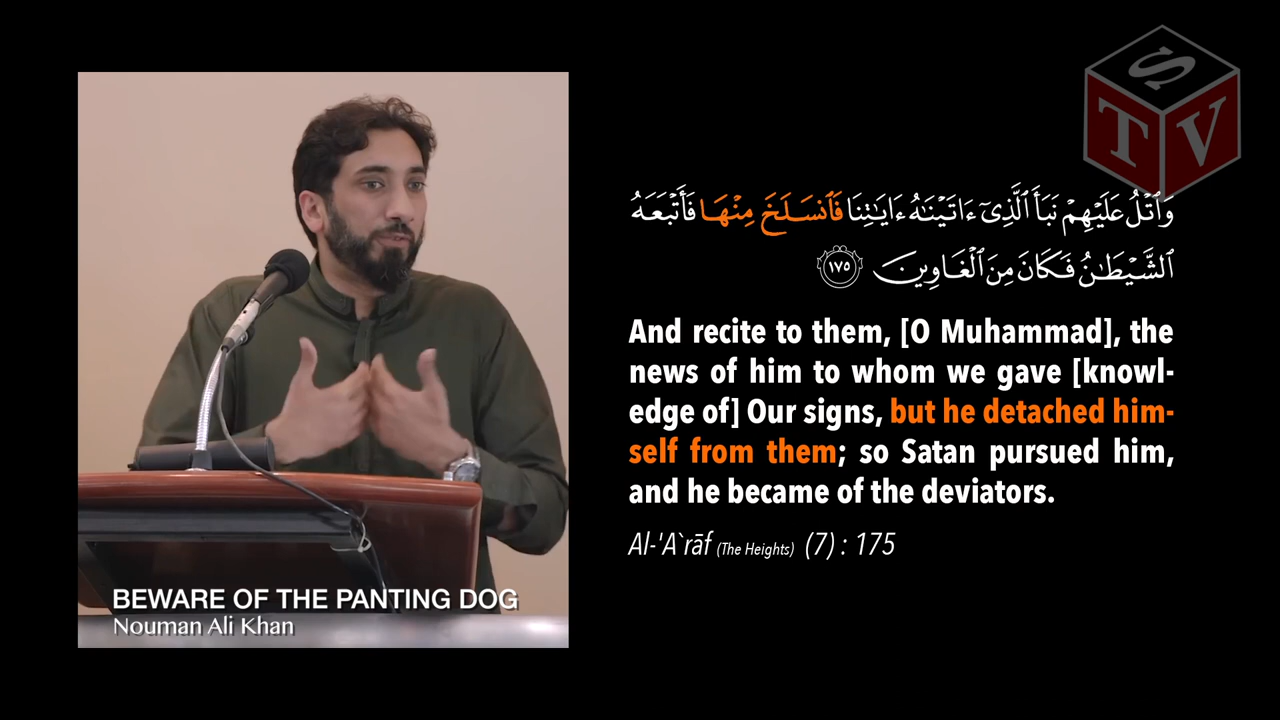 STV
وَٱتْلُ عَلَيْهِمْ نَبَأَ ٱلَّذِىٓ ءَاتَيْنَـٰهُ ءَايَـٰتِنَا فَٱنسَلَخَ مِنْهَا فَأَتْبَعَهُ
ٱلشَّيْطَـٰنُ فَكَانَ مِنَ ٱلْغَاوِينَ ١٧٥
And recite to them, [O Muhammad], the
news of him to whom we gave [knowl-
edge of] Our signs, but he detached him-
self from them; so Satan pursued him,
and he became of the deviators.
Al-'A`rāf (The Heights) (7) : 175
BEWARE OF THE PANTING DOG
Nouman Ali Khan